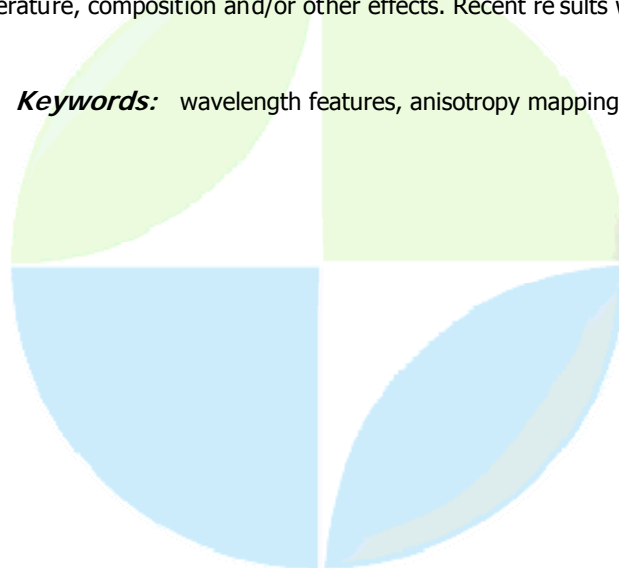 erature, composition and/or other effects. Recent re sults
Keywords: wavelength features, anisotropy mapping